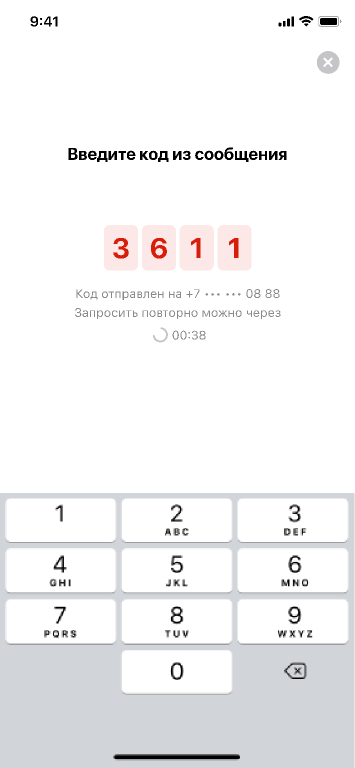 9:41
Введите код из сообщения
3 6 1 1
Код отправлен на +7 ••• ••• 08 88
Запросить повторно можно через
00:38
1 2 3
ABC DEF
4 5 6
GHI JKL MNO
7 8 9
PQRS TUV WXYZ
0